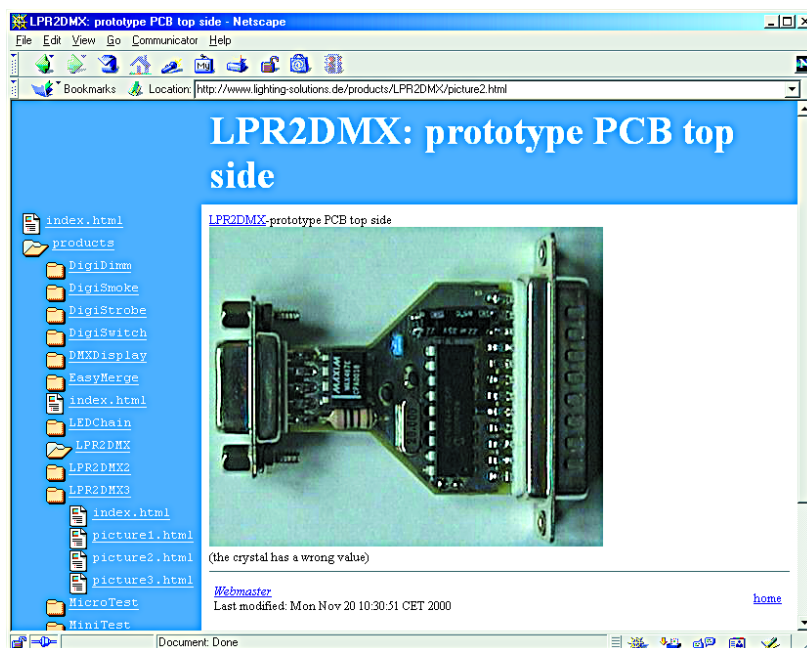 LPR2DMX: prototype PCB top side - Netscape
File Edit View Go Communicator Help
Bookmarks Location: http://www.lighting-solutions.de/products/LPR2DMX/picture2.html
LPR2DMX: prototype PCB top
side
index.html
products
DigiDimm
DigiSmoke
DigiStrobe
DigiSwitch
DMXDisplay
EasyMerge
index.html
LEDChain
LPR2DMX
LPR2DMX2
LPR2DMX3
index.html
picture1.html
picture2.html
picture3.html
MicroTest
MiniTest
LPR2DMX-prototype PCB top side
MAXIM
20.000
(the crystal has a wrong value)
Webmaster
Last modified: Mon Nov 20 10:30:51 CET 2000
home
Document: Done